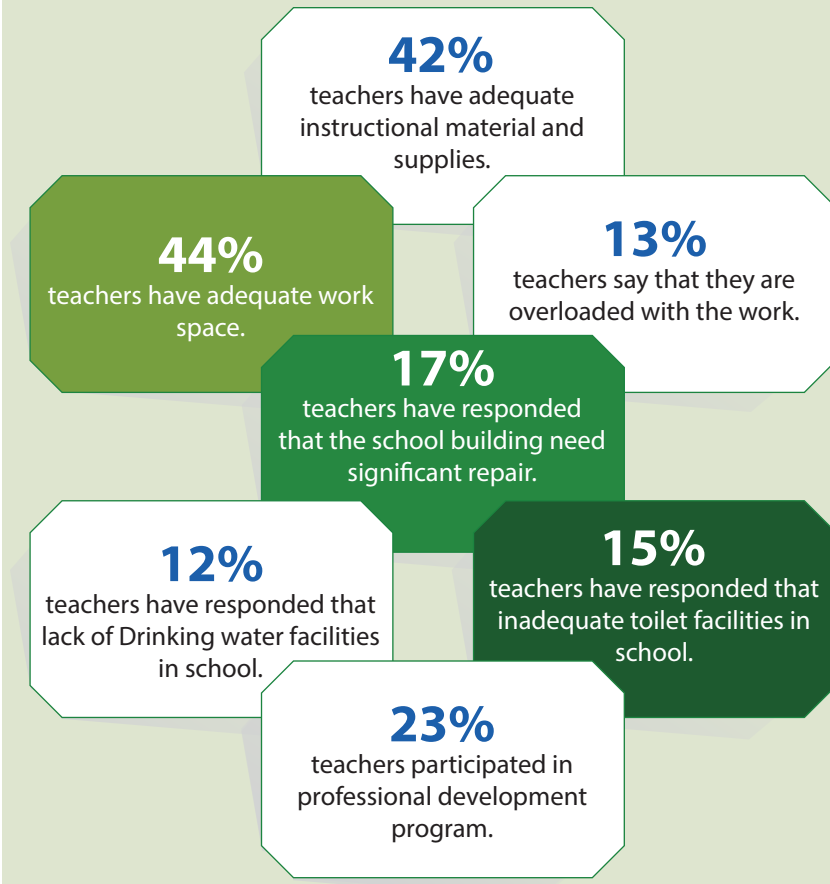 42%
teachers have adequate
instructional material and
supplies.
44%
teachers have adequate work
space.
13%
teachers say that they are
overloaded with the work.
17%
teachers have responded
that the school building need
significant repair.
12%
teachers have responded that
lack of Drinking water facilities
in school.
15%
teachers have responded that
inadequate toilet facilities in
school.
23%
teachers participated in
professional development
program.